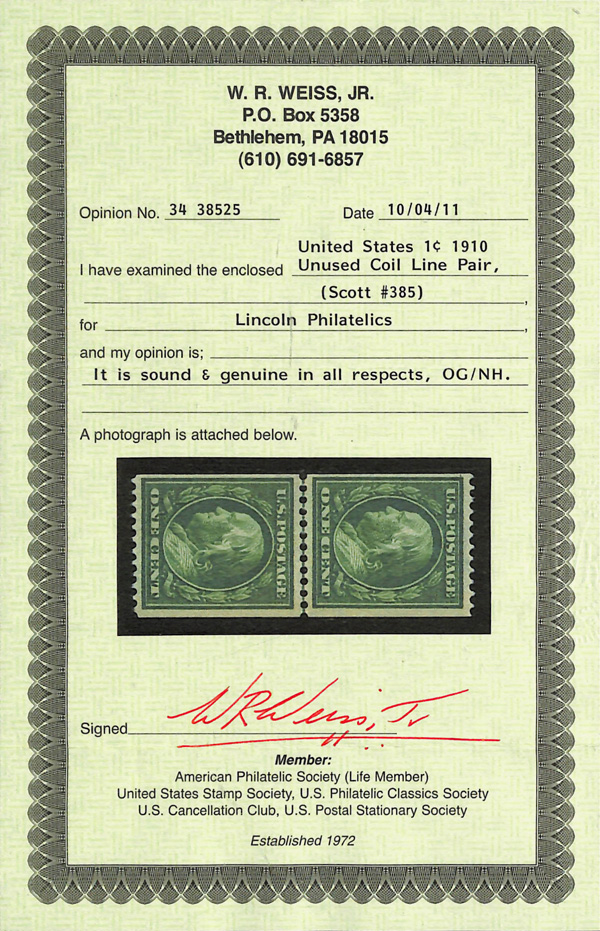 W. R. WEISS, JR.
P.O. Box 5358
Bethlehem, PA 18015
(610) 691-6857
Opinion No. 34 38525 Date 10/04/11
United States 1¢ 1910
I have examined the enclosed Unused Coil Line Pair,
(Scott #385),
for Lincoln Philatelics,
and my opinion is;
It is sound & genuine in all respects, OG/NH.
A photograph is attached below.
U.S. POSTAGE
ONE CENT
U.S. POSTAGE
ONE CENT
Signed W R Weiss, Jr
Member:
American Philatelic Society (Life Member)
United States Stamp Society, U.S. Philatelic Classics Society
U.S. Cancellation Club, U.S. Postal Stationary Society
Established 1972